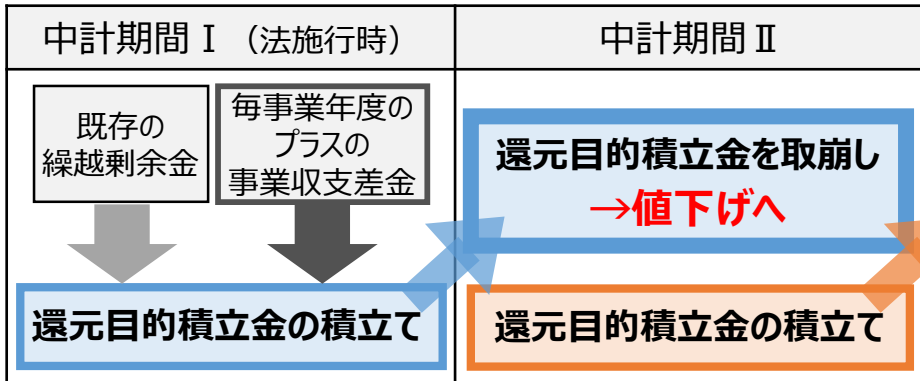 中計期間Ⅰ（法施行時）
中計期間Ⅱ
既存の
繰越剰余金
毎事業年度の
プラスの
事業収支差金
還元目的積立金の積立て
還元目的積立金を取崩し
→値下げへ
還元目的積立金の積立て